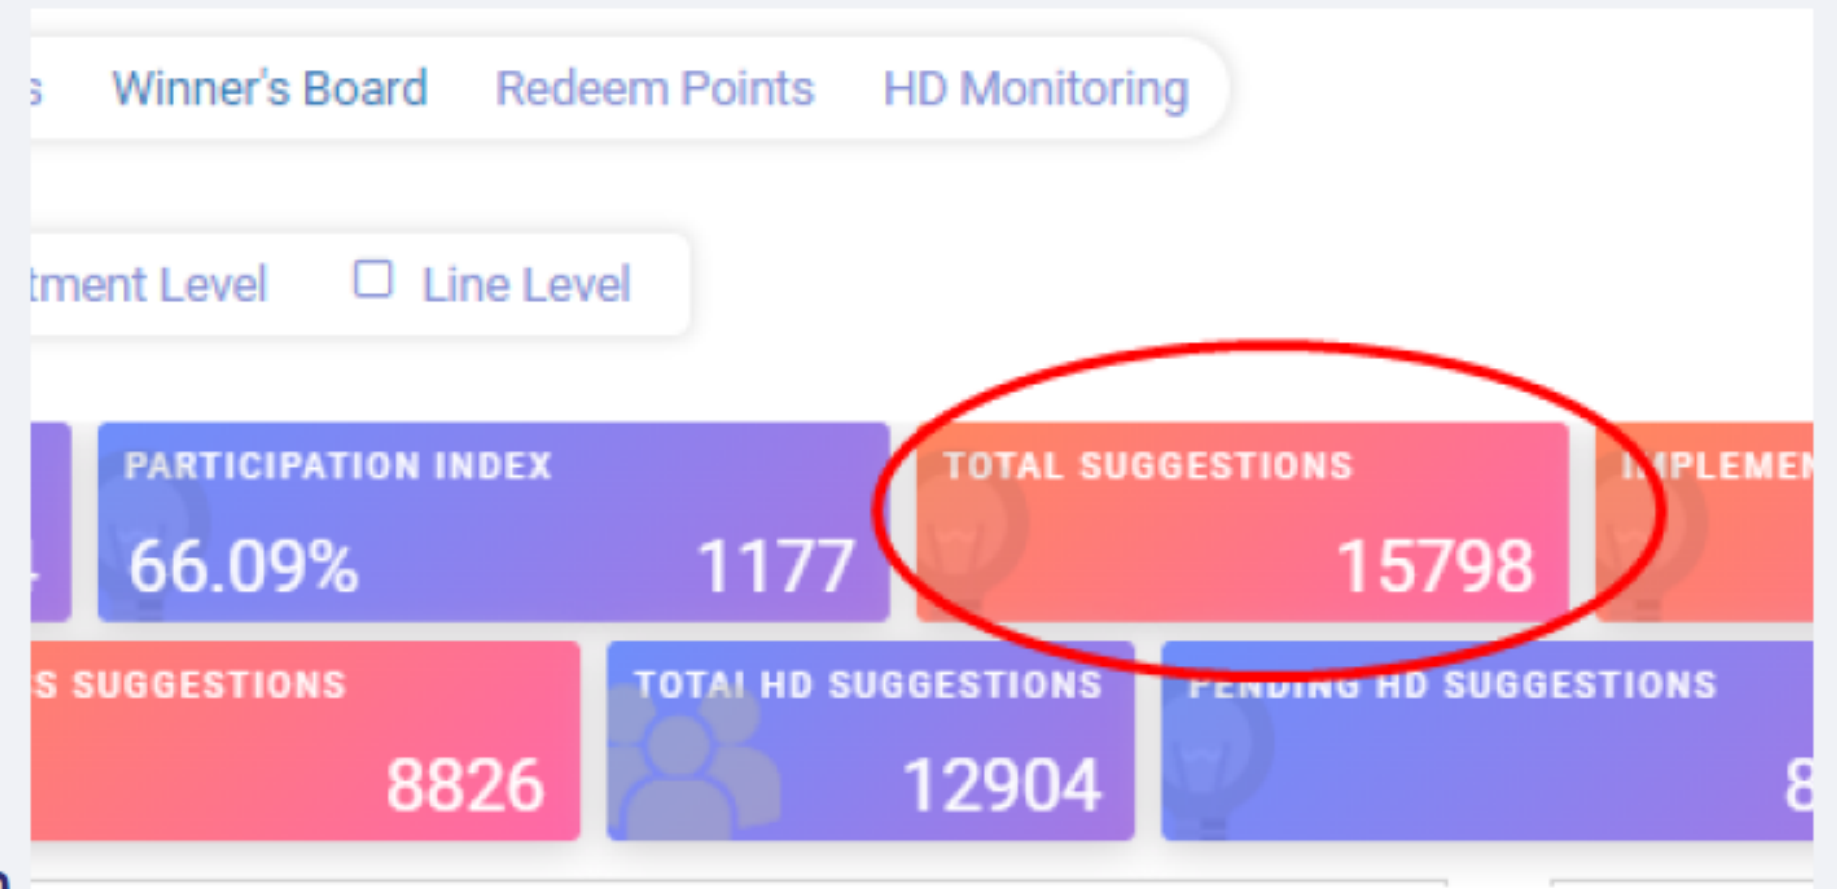 Winner's Board Redeem Points HD Monitoring
Level Line Level
PARTICIPATION INDEX TOTAL SUGGESTIONS
66.09% 1177 15798
SUGGESTIONS TOTAL HD SUGGESTIONS PENDING HD SUGGESTIONS
8826 12904